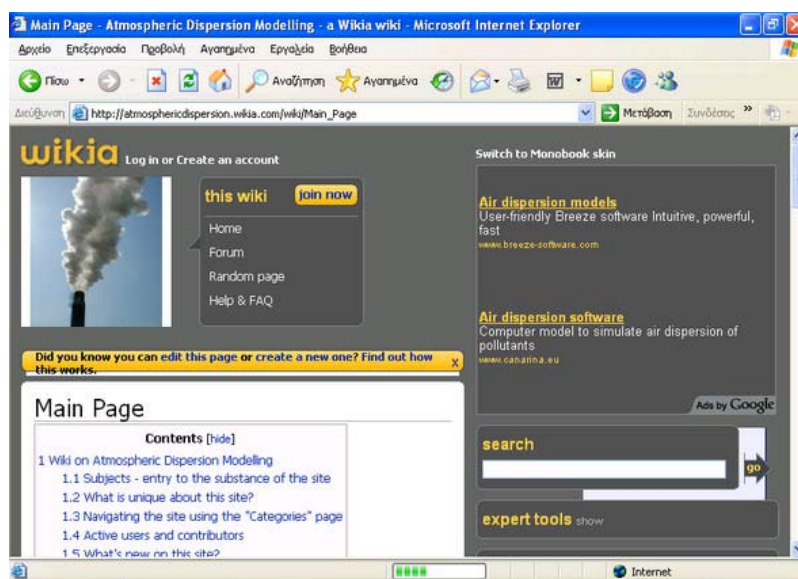 Main Page - Atmospheric Dispersion Modelling - a Wikia wiki - Microsoft Internet Explorer
Αρχείο Επεξεργασία Προβολή Αγαπημένα Εργαλεία Βοήθεια
Πίσω Αναζήτηση Αγαπημένα
Διεύθυνση http://atmosphericdispersion.wikia.com/wiki/Main_Page Μετάβαση Συνδέσεις »
wikia Log in or Create an account
Switch to Monobook skin
this wiki join now
Home
Forum
Random page
Help & FAQ
Air dispersion models
User-friendly Breeze software Intuitive, powerful,
fast
www.breeze-software.com
Air dispersion software
Computer model to simulate air dispersion of
pollutants
www.canarina.eu
Ads by Google
Did you know you can edit this page or create a new one? Find out how
this works. x
Main Page
Contents [hide]
1 Wiki on Atmospheric Dispersion Modelling
1.1 Subjects - entry to the substance of the site
1.2 What is unique about this site?
1.3 Navigating the site using the "Categories" page
1.4 Active users and contributors
1.5 What's new on this site?
search
go
expert tools show
Internet